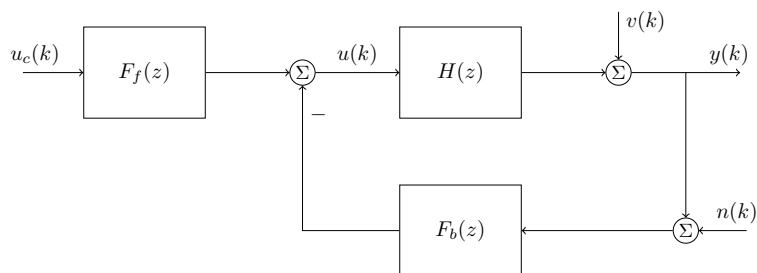 v(k)
u_c(k)
F_f(z)
Σ
u(k)
H(z)
Σ
y(k)
−
F_b(z)
Σ
n(k)